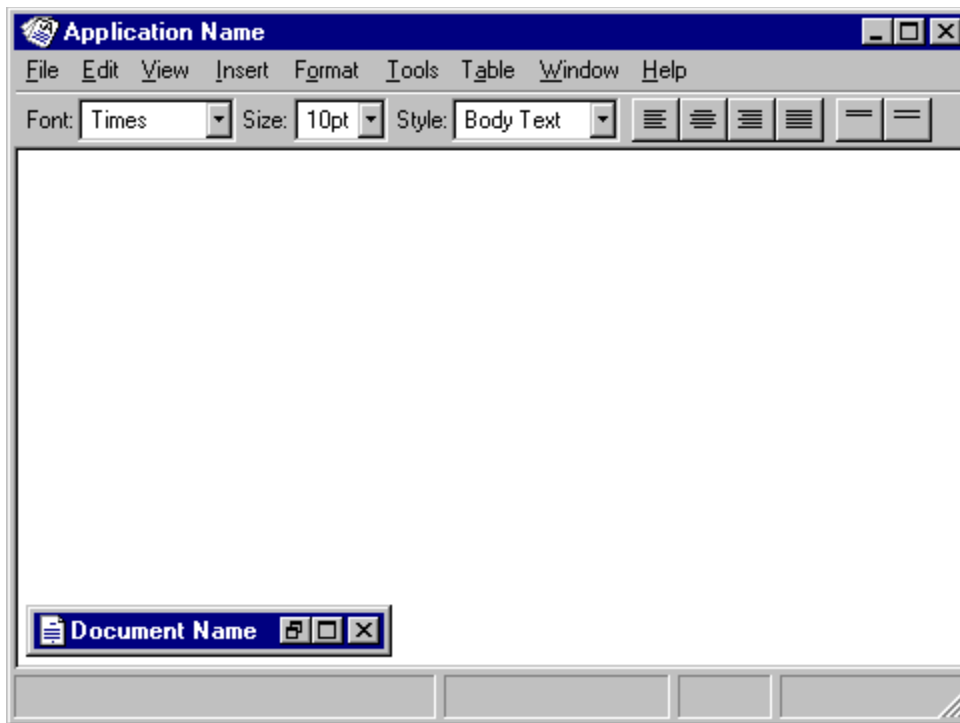 Application Name
File Edit View Insert Format Tools Table Window Help
Font: Times Size: 10pt Style: Body Text
Document Name